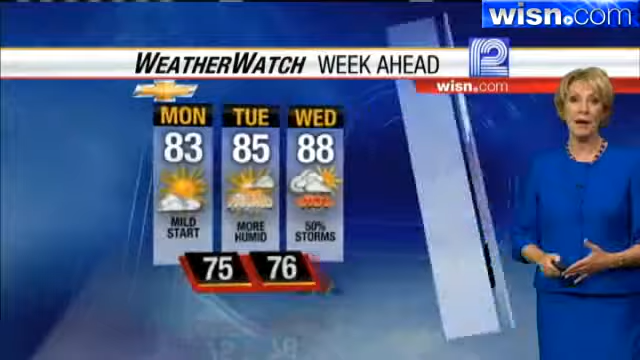 wisn.com
WEATHERWATCH WEEK AHEAD
12
wisn.com
MON TUE WED
83 85 88
MILD START
MORE HUMID
50% STORMS
75 76